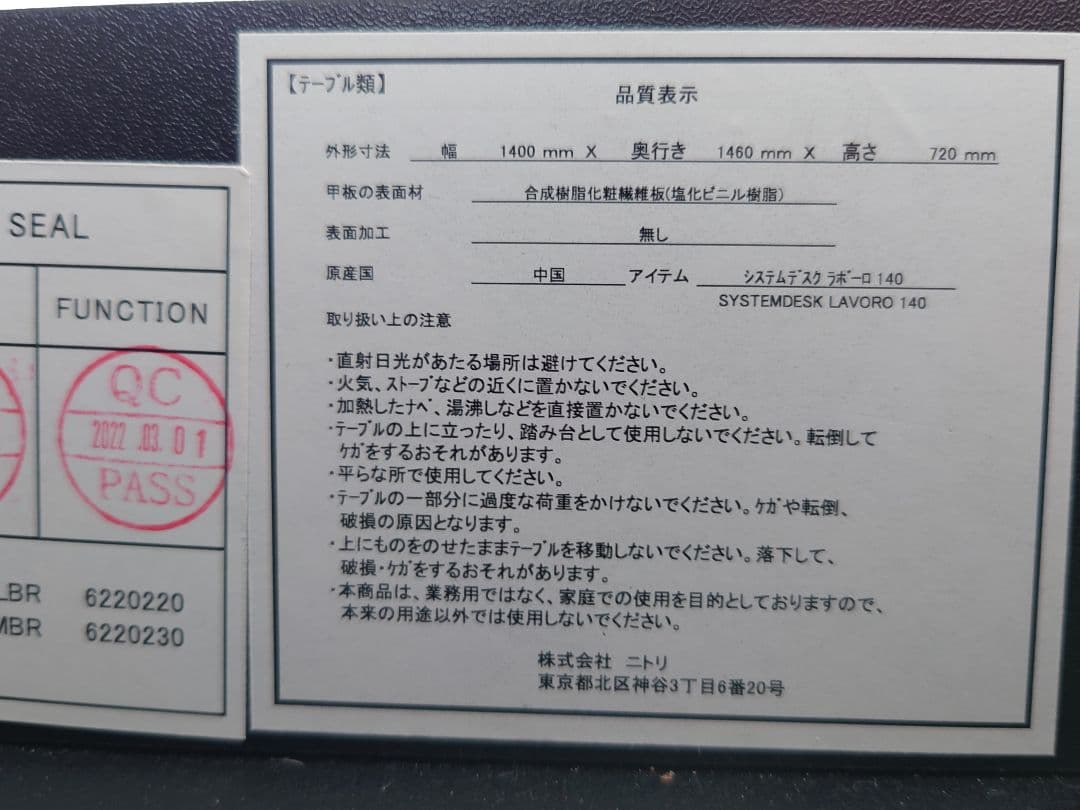 【ﾃｰﾌﾞﾙ類】
品質表示
外形寸法 幅 1400 mm X 奥行き 1460 mm X 高さ 720 mm
甲板の表面材 合成樹脂化粧繊維板(塩化ビニル樹脂)
表面加工 無し
原産国 中国 アイテム ｼｽﾃﾑﾃﾞｽｸ ﾗﾎﾞｰﾛ 140
SYSTEMDESK LAVORO 140
取り扱い上の注意
・直射日光があたる場所は避けてください。
・火気、ｽﾄｰﾌﾞなどの近くに置かないでください。
・加熱したﾅﾍﾞ、湯沸しなどを直接置かないでください。
・ﾃｰﾌﾞﾙの上に立ったり、踏み台として使用しないでください。転倒して
ｹｶﾞをするおそれがあります。
・平らな所で使用してください。
・ﾃｰﾌﾞﾙの一部分に過度な荷重をかけないでください。ｹｶﾞや転倒、
破損の原因となります。
・上にものをのせたままﾃｰﾌﾞﾙを移動しないでください。落下して、
破損・ｹｶﾞをするおそれがあります。
・本商品は、業務用ではなく、家庭での使用を目的としておりますので、
本来の用途以外では使用しないでください。
株式会社 ニトリ
東京都北区神谷3丁目6番20号
SEAL
FUNCTION
QC
2022 .03. 01
PASS
LBR 6220220
MBR 6220230